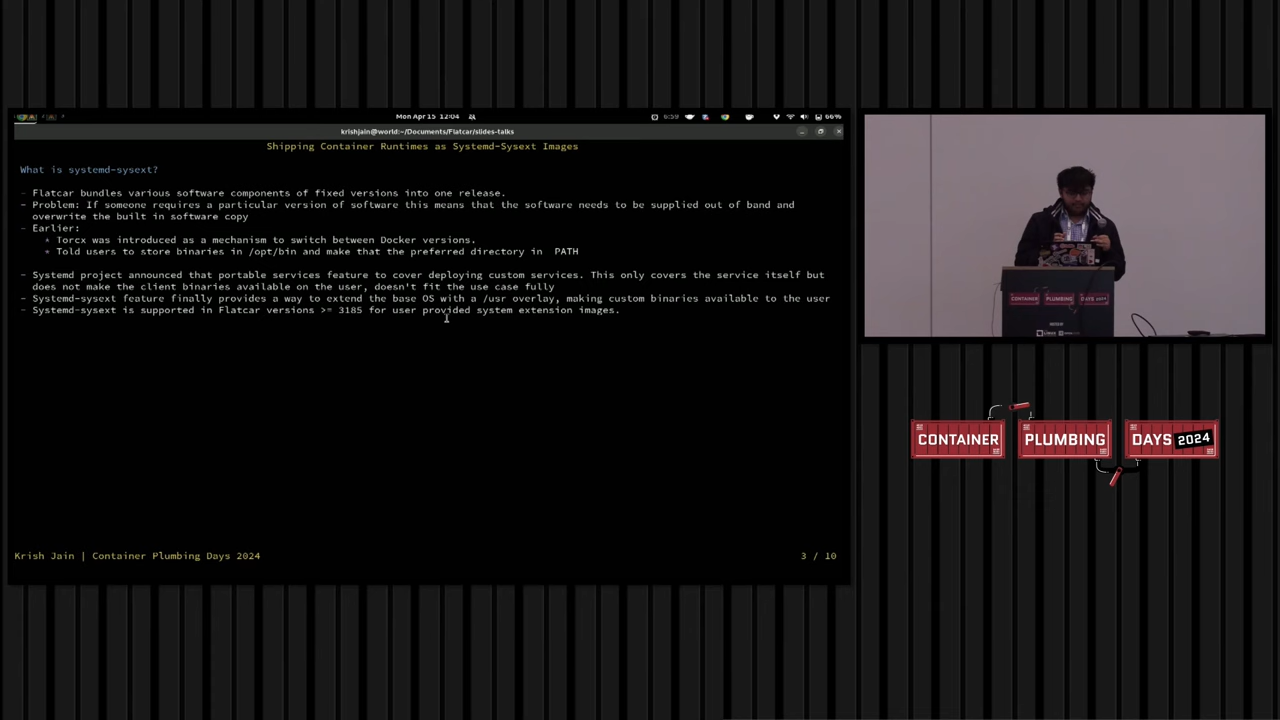 Mon Apr 15 12:04
6:59
66%
krishjain@world:~/Documents/Flatcar/slides-talks
Shipping Container Runtimes as Systemd-Sysext Images
What is systemd-sysext?
- Flatcar bundles various software components of fixed versions into one release.
- Problem: If someone requires a particular version of software this means that the software needs to be supplied out of band and
overwrite the built in software copy
- Earlier:
* Torcx was introduced as a mechanism to switch between Docker versions.
* Told users to store binaries in /opt/bin and make that the preferred directory in PATH
- Systemd project announced that portable services feature to cover deploying custom services. This only covers the service itself but
does not make the client binaries available on the user, doesn't fit the use case fully
- Systemd-sysext feature finally provides a way to extend the base OS with a /usr overlay, making custom binaries available to the user
- Systemd-sysext is supported in Flatcar versions >= 3185 for user provided system extension images.
Krish Jain | Container Plumbing Days 2024
3 / 10
CONTAINER PLUMBING DAYS 2024
CONTAINER PLUMBING DAYS 2024